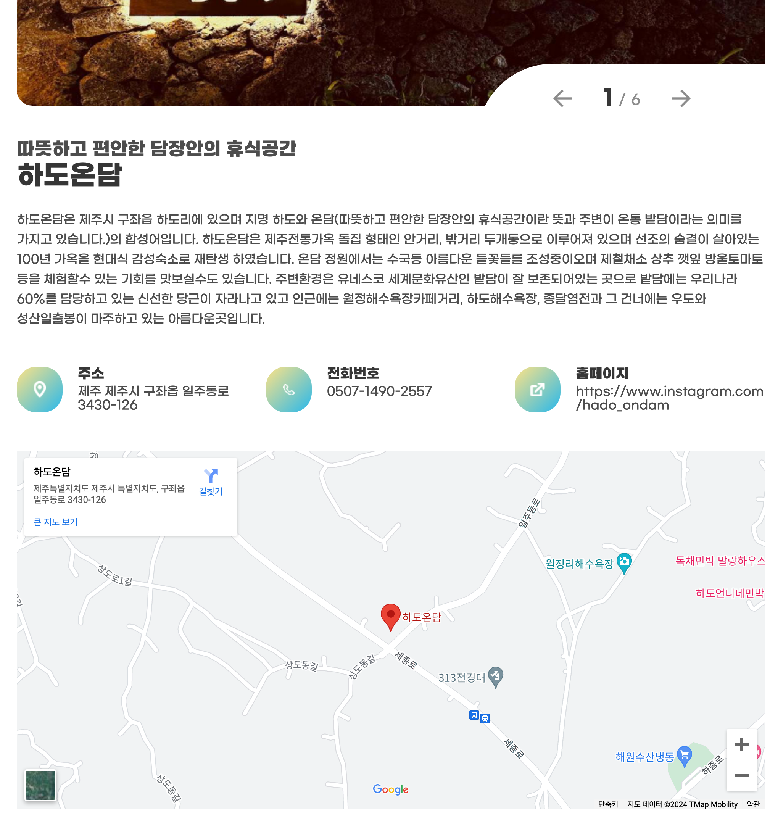 1 / 6
따뜻하고 편안한 담장안의 휴식공간
하도온담
하도온담은 제주시 구좌읍 하도리에 있으며 지명 하도와 온담(따뜻하고 편안한 담장안의 휴식공간이란 뜻과 주변이 온통 밭담이라는 의미를
가지고 있습니다.)의 합성어입니다. 하도온담은 제주전통가옥 돌집 형태인 안거리, 밖거리 두개동으로 이루어져 있으며 선조의 숨결이 살아있는
100년 가옥을 현대식 감성숙소로 재탄생 하였습니다. 온담 정원에서는 수국등 아름다운 들꽃들를 조성중이오며 제철채소 상추 깻잎 방울토마토
등을 체험할수 있는 기회를 맛보실수도 있습니다. 주변환경은 유네스코 세계문화유산인 밭담이 잘 보존되어있는 곳으로 밭담에는 우리나라
60%를 담당하고 있는 신선한 당근이 자라나고 있고 인근에는 월정해수욕장카페거리, 하도해수욕장, 종달염전과 그 건너에는 우도와
성산일출봉이 마주하고 있는 아름다운곳입니다.
주소
제주 제주시 구좌읍 일주동로
3430-126
전화번호
0507-1490-2557
홈페이지
https://www.instagram.com
/hado_ondam
하도온담
제주특별자치도 제주시 특별자치도, 구좌읍
일주동로 3430-126
길찾기
큰 지도 보기
일주동로
상도로1길
원정리해수욕장
독채민박 말랑하우스
하도언니네민박
하도온담
상도동길
상도동길
세종로
313전깃대
세종로
해원수산냉동
하종로
상도동길
Google
단축키
지도 데이터 ©2024 TMap Mobility
약관